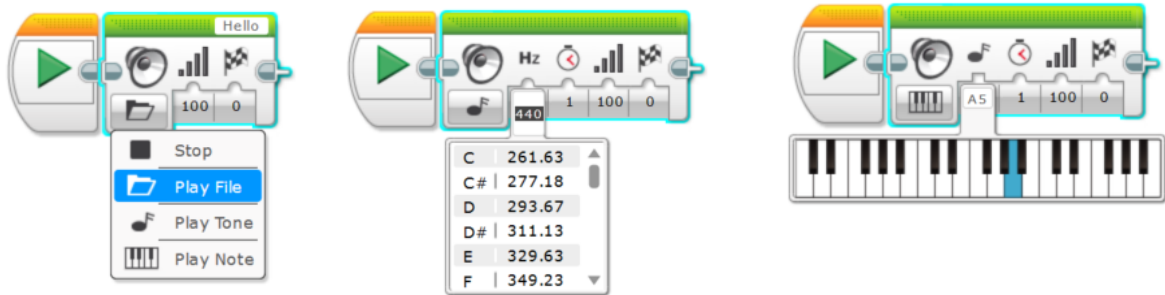 Hello
100 0
Stop
Play File
Play Tone
Play Note
Hz
440 1 100 0
C 261.63
C# 277.18
D 293.67
D# 311.13
E 329.63
F 349.23
A5 1 100 0